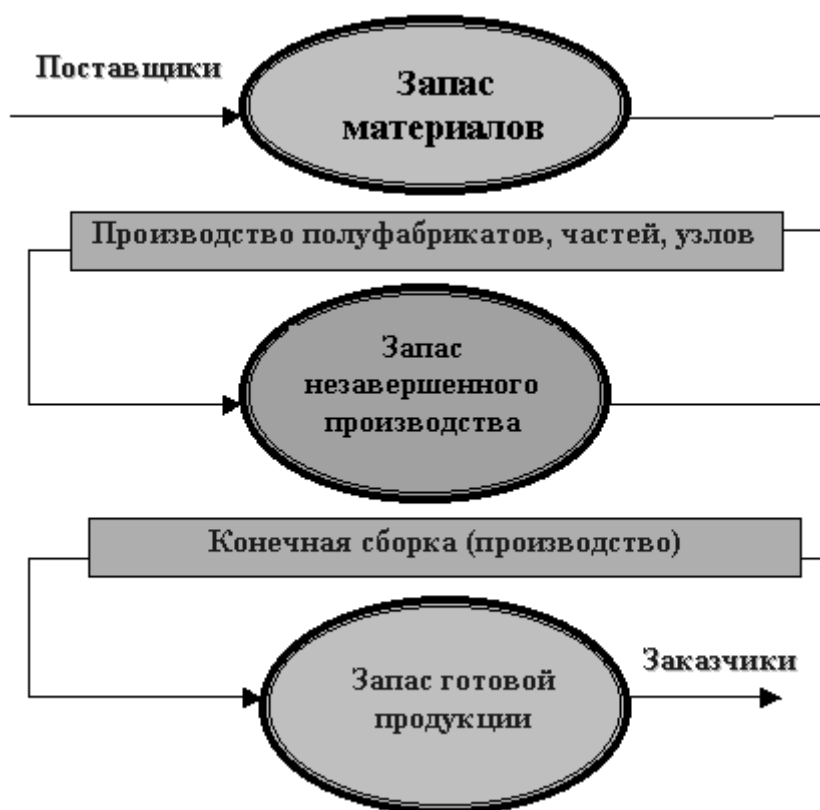 Поставщики
Запас
материалов
Производство полуфабрикатов, частей, узлов
Запас
незавершенного
производства
Конечная сборка (производство)
Запас готовой
продукции
Заказчики